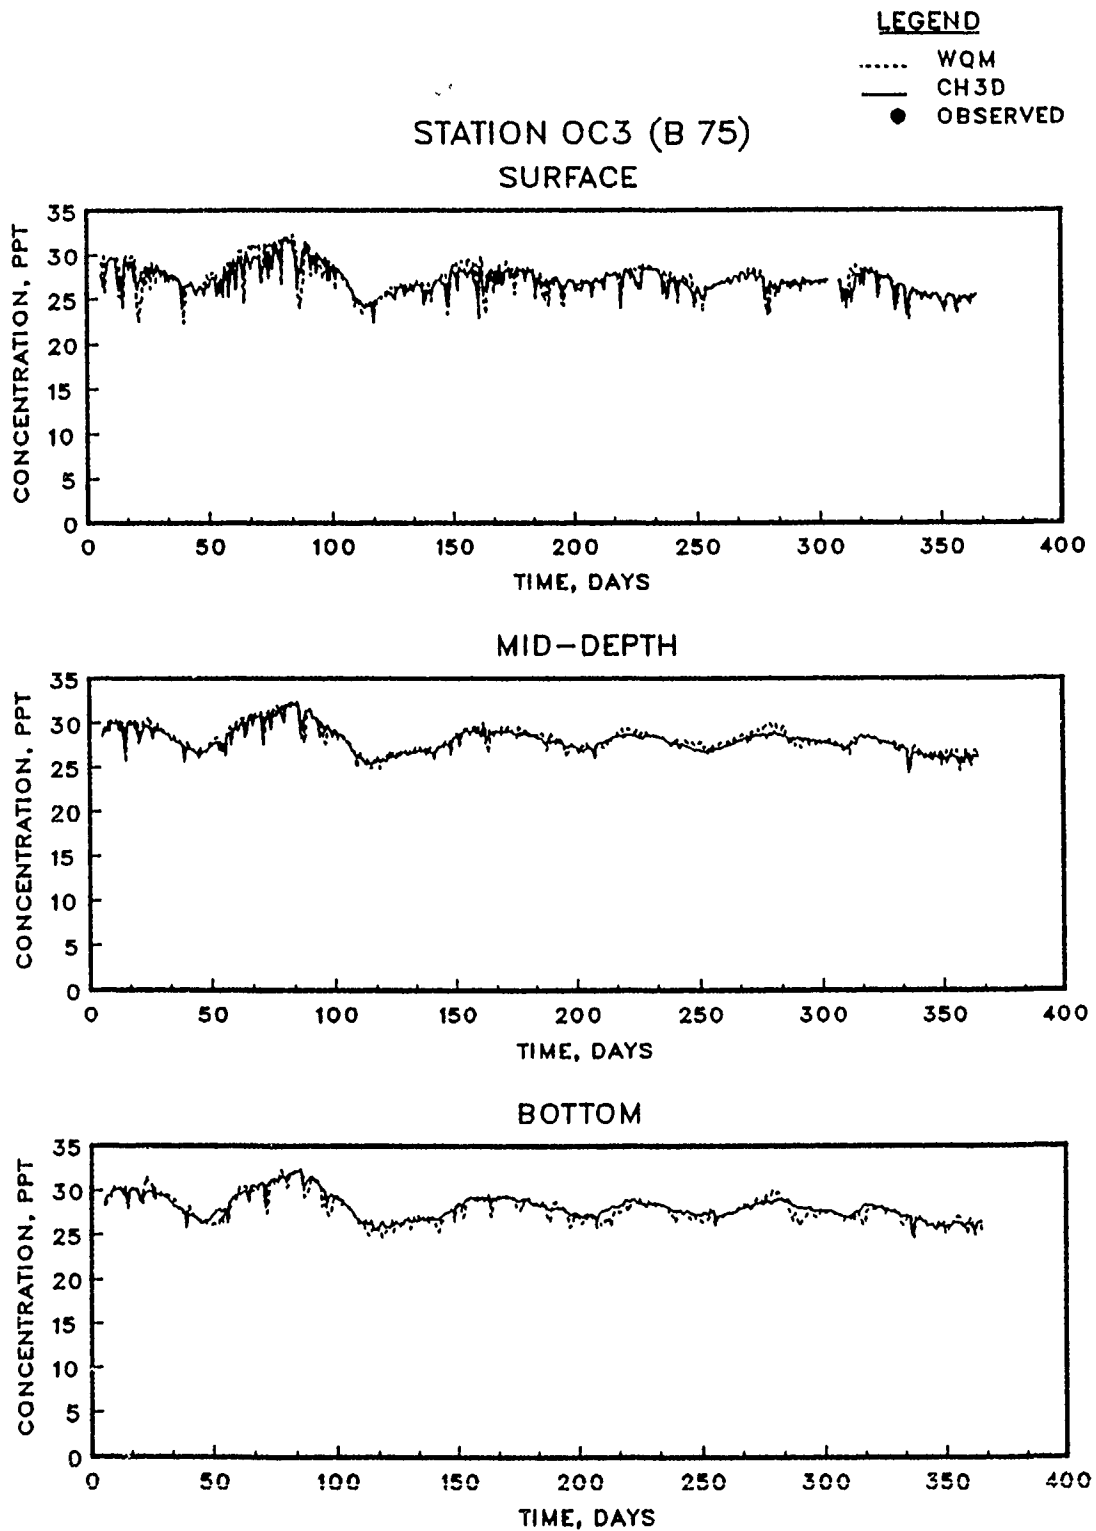 LEGEND
WQM
CH3D
OBSERVED
STATION OC3 (B 75)
SURFACE
CONCENTRATION, PPT
35
30
25
20
15
10
5
0
0 50 100 150 200 250 300 350 400
TIME, DAYS
MID-DEPTH
CONCENTRATION, PPT
35
30
25
20
15
10
5
0
0 50 100 150 200 250 300 350 400
TIME, DAYS
BOTTOM
CONCENTRATION, PPT
35
30
25
20
15
10
5
0
0 50 100 150 200 250 300 350 400
TIME, DAYS